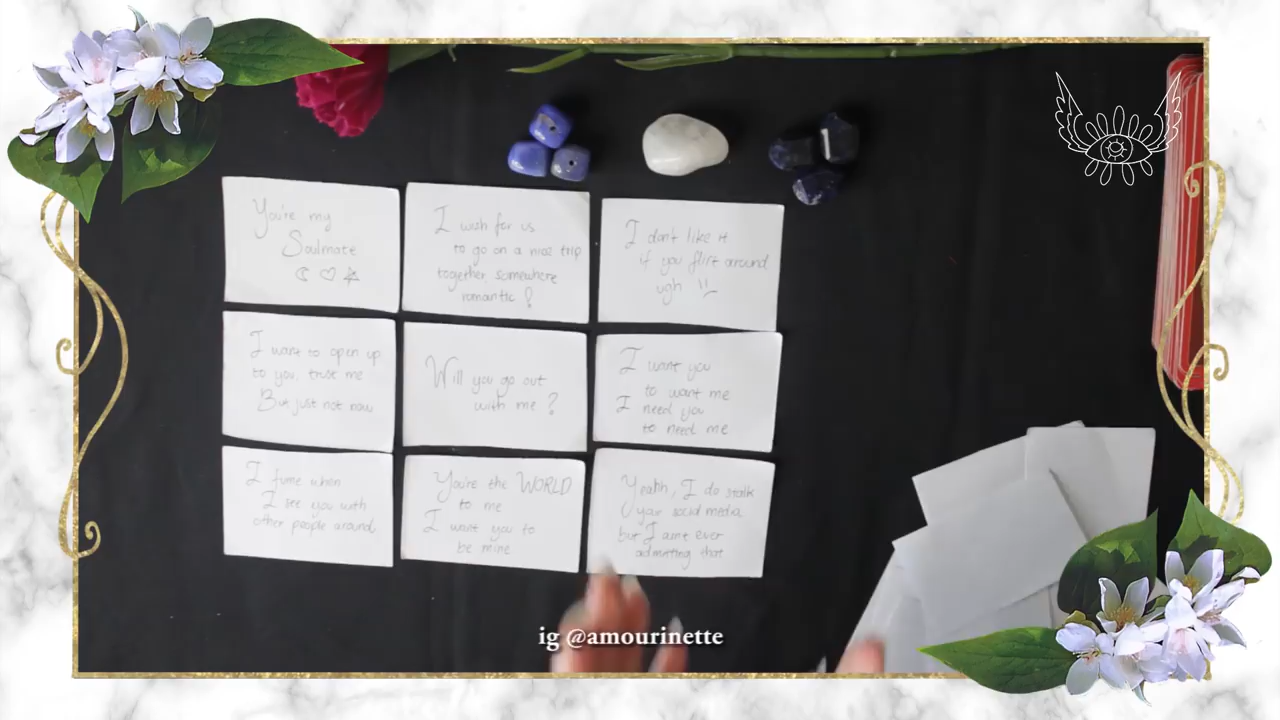 You're my
Soulmate
I wish for us
to go on a nice trip
together somewhere
romantic !
I don't like it
if you flirt around
ugh !!
I want to open up
to you, trust me
But just not now
Will you go out
with me ?
I want you
to want me
I need you
to need me
I fume when
I see you with
other people around
You're the WORLD
to me
I want you to
be mine
Yeahh, I do stalk
your social media
but I ain't ever
admitting that
ig @amourinette